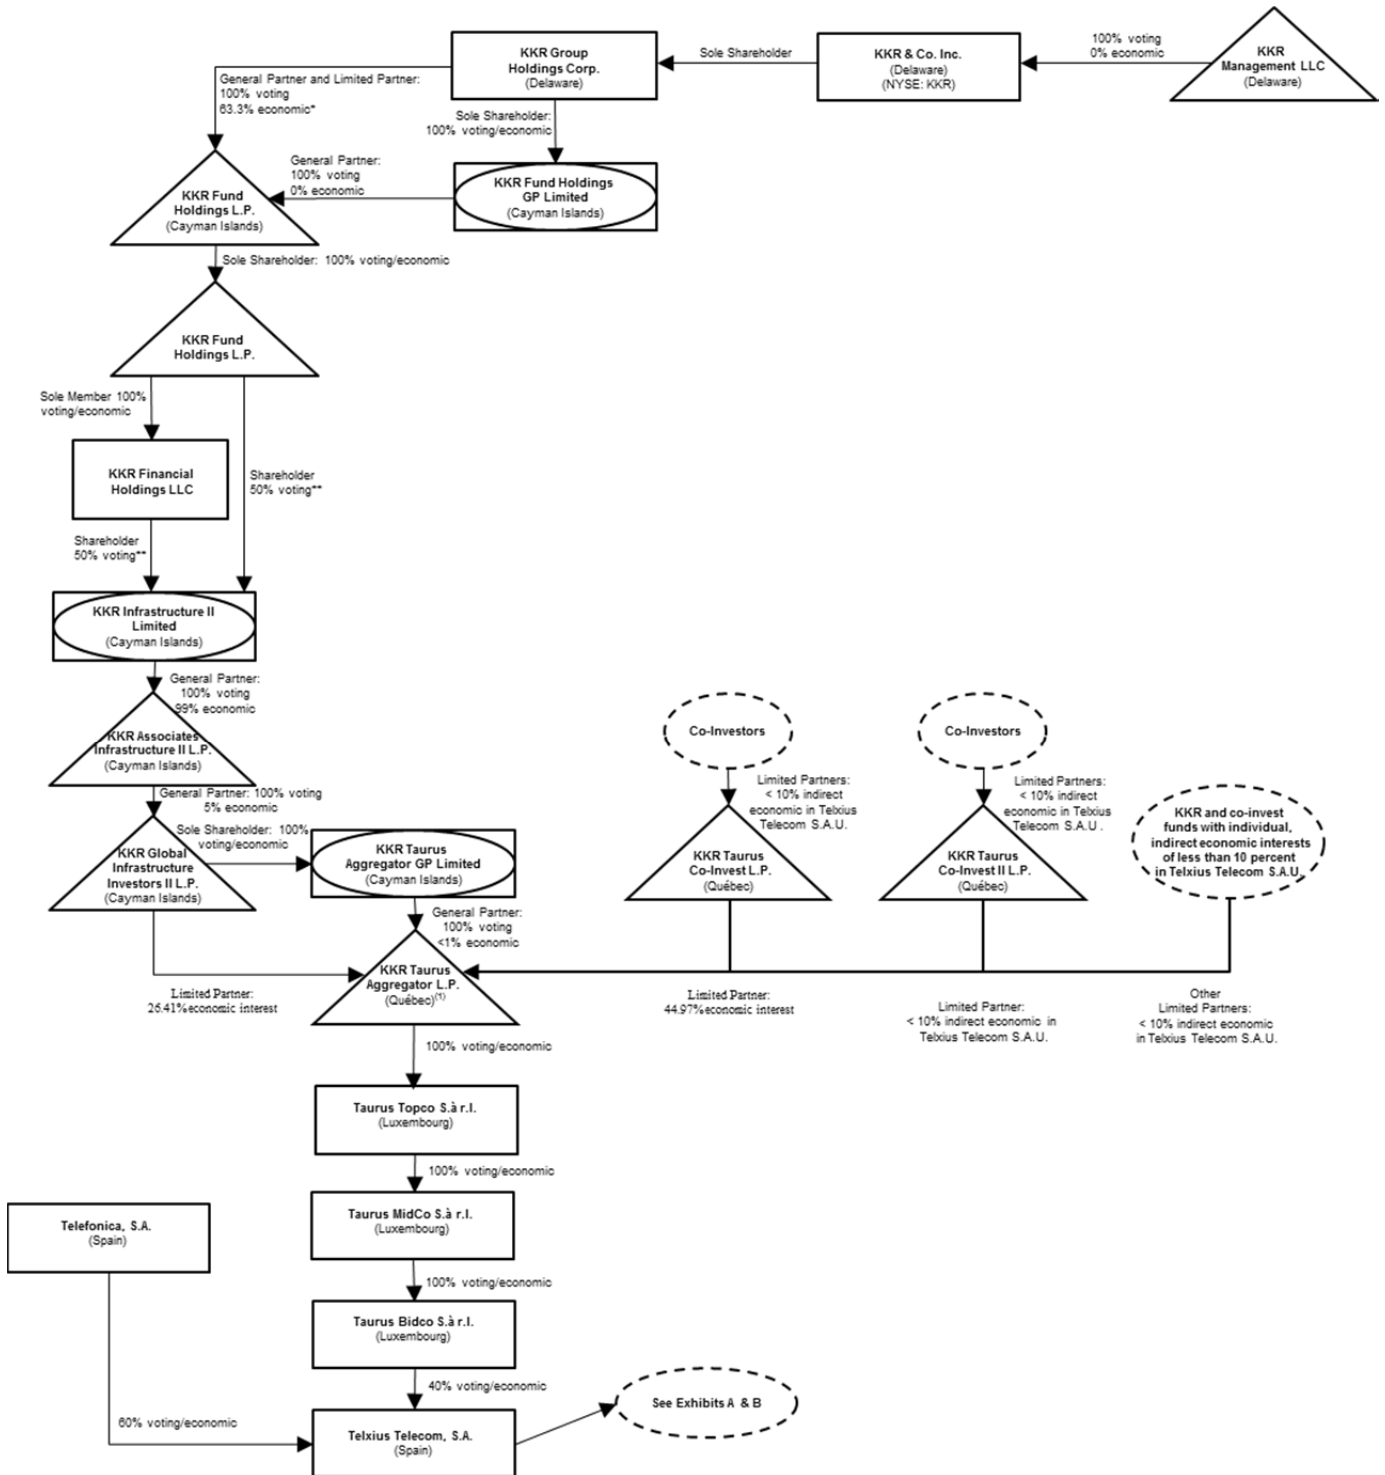 KKR Group
Holdings Corp.
(Delaware)
Sole Shareholder
KKR & Co. Inc.
(Delaware)
(NYSE: KKR)
100% voting
0% economic
KKR
Management LLC
(Delaware)
General Partner and Limited Partner:
100% voting
63.3% economic*
Sole Shareholder:
100% voting/economic
General Partner:
100% voting
0% economic
KKR Fund Holdings
GP Limited
(Cayman Islands)
KKR Fund
Holdings L.P.
(Cayman Islands)
Sole Shareholder: 100% voting/economic
KKR Fund
Holdings L.P.
Sole Member 100%
voting/economic
KKR Financial
Holdings LLC
Shareholder
50% voting**
Shareholder
50% voting**
KKR Infrastructure II
Limited
(Cayman Islands)
General Partner:
100% voting
99% economic
KKR Associates
Infrastructure II L.P.
(Cayman Islands)
General Partner: 100% voting
5% economic
Sole Shareholder: 100%
voting/economic
KKR Global
Infrastructure
Investors II L.P.
(Cayman Islands)
KKR Taurus
Aggregator GP Limited
(Cayman Islands)
General Partner:
100% voting
<1% economic
Co-Investors
Limited Partners:
< 10% indirect
economic in Telxius
Telecom S.A.U.
KKR Taurus
Co-Invest L.P.
(Québec)
Co-Investors
Limited Partners:
< 10% indirect
economic in Telxius
Telecom S.A.U .
KKR Taurus
Co-Invest II L.P.
(Québec)
KKR and co-invest
funds with individual,
indirect economic interests
of less than 10 percent
in Telxius Telecom S.A.U.
KKR Taurus
Aggregator L.P.
(Québec)(1)
Limited Partner:
26.41% economic interest
Limited Partner:
44.97% economic interest
Limited Partner:
< 10% indirect economic in
Telxius Telecom S.A.U.
Other
Limited Partners:
< 10% indirect economic
in Telxius Telecom S.A.U.
100% voting/economic
Taurus Topco S.à r.l.
(Luxembourg)
100% voting/economic
Taurus MidCo S.à r.l.
(Luxembourg)
Telefonica, S.A.
(Spain)
100% voting/economic
Taurus Bidco S.à r.l.
(Luxembourg)
40% voting/economic
60% voting/economic
Telxius Telecom, S.A.
(Spain)
See Exhibits A & B